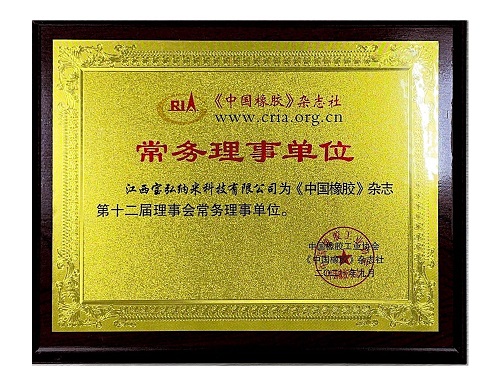 CRIA
《中国橡胶》杂志社
www.cria.org.cn
常务理事单位
江西宝弘纳米科技有限公司为《中国橡胶》杂志
第十二届理事会常务理事单位。
中国橡胶工业协会
《中国橡胶》杂志社